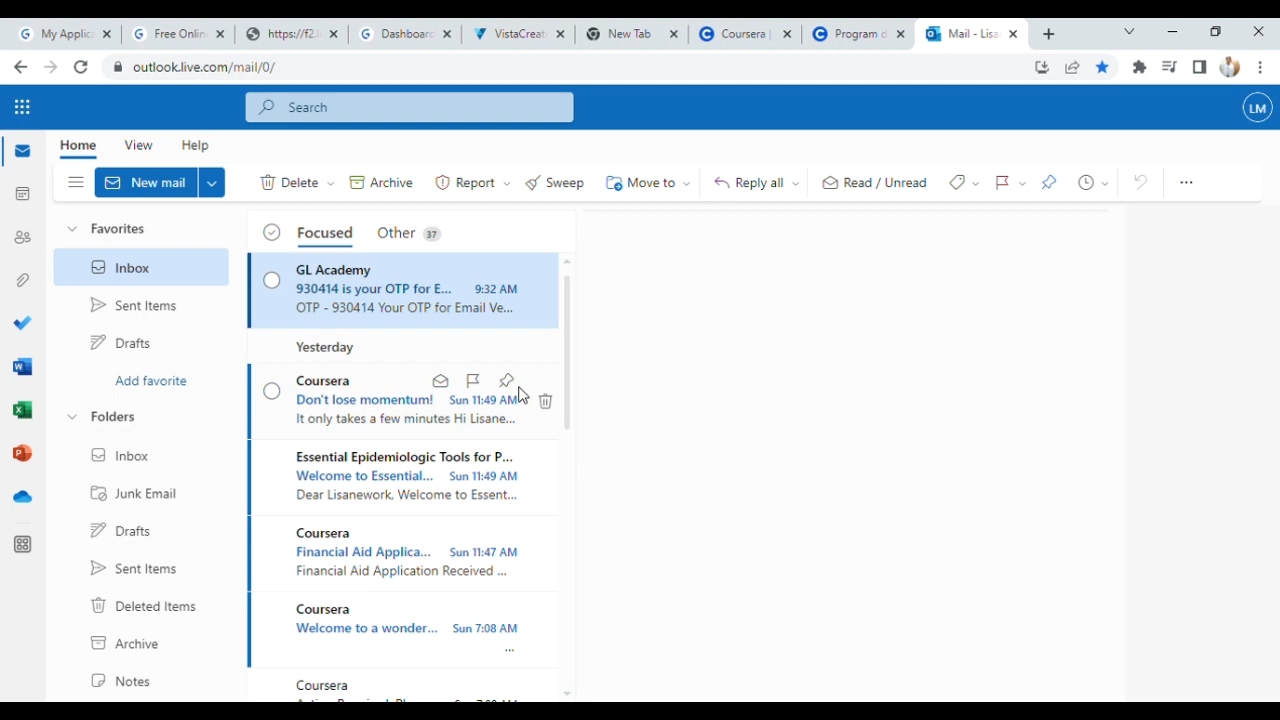 My Applic
Free Onlin
https://f2.
Dashboard
VistaCreate
New Tab
Coursera |
Program d
Mail - Lisa
outlook.live.com/mail/0/
Search
LM
Home View Help
New mail
Delete
Archive
Report
Sweep
Move to
Reply all
Read / Unread
Favorites
Inbox
Sent Items
Drafts
Add favorite
Folders
Inbox
Junk Email
Drafts
Sent Items
Deleted Items
Archive
Notes
Focused Other 37
GL Academy
930414 is your OTP for E... 9:32 AM
OTP - 930414 Your OTP for Email Ve...
Yesterday
Coursera
Don't lose momentum! Sun 11:49 AM
It only takes a few minutes Hi Lisane...
Essential Epidemiologic Tools for P...
Welcome to Essential... Sun 11:49 AM
Dear Lisanework, Welcome to Essent...
Coursera
Financial Aid Applica... Sun 11:47 AM
Financial Aid Application Received ...
Coursera
Welcome to a wonder... Sun 7:08 AM
...
Coursera